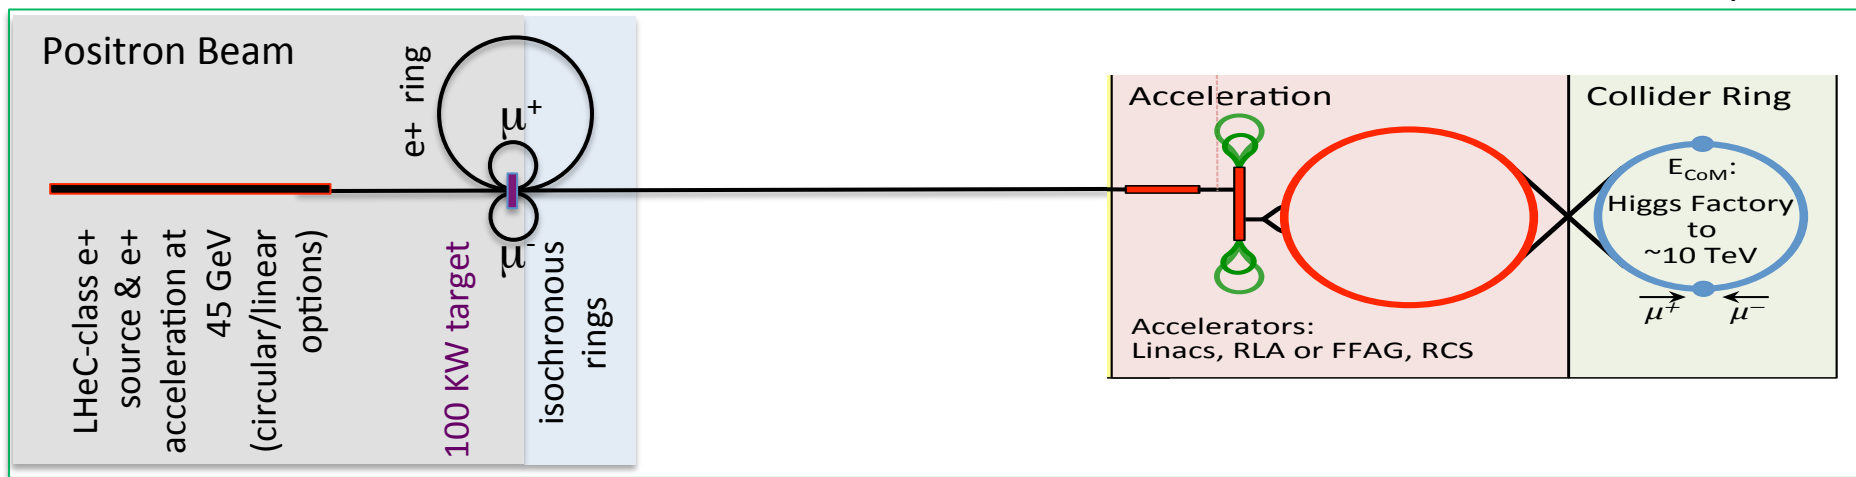 Positron Beam
e+ ring
μ+
μ-
LHeC-class e+
source & e+
acceleration at
45 GeV
(circular/linear
options)
100 KW target
isochronous
rings
Acceleration
Accelerators:
Linacs, RLA or FFAG, RCS
Collider Ring
E_CoM:
Higgs Factory
to
~10 TeV
μ+ μ−